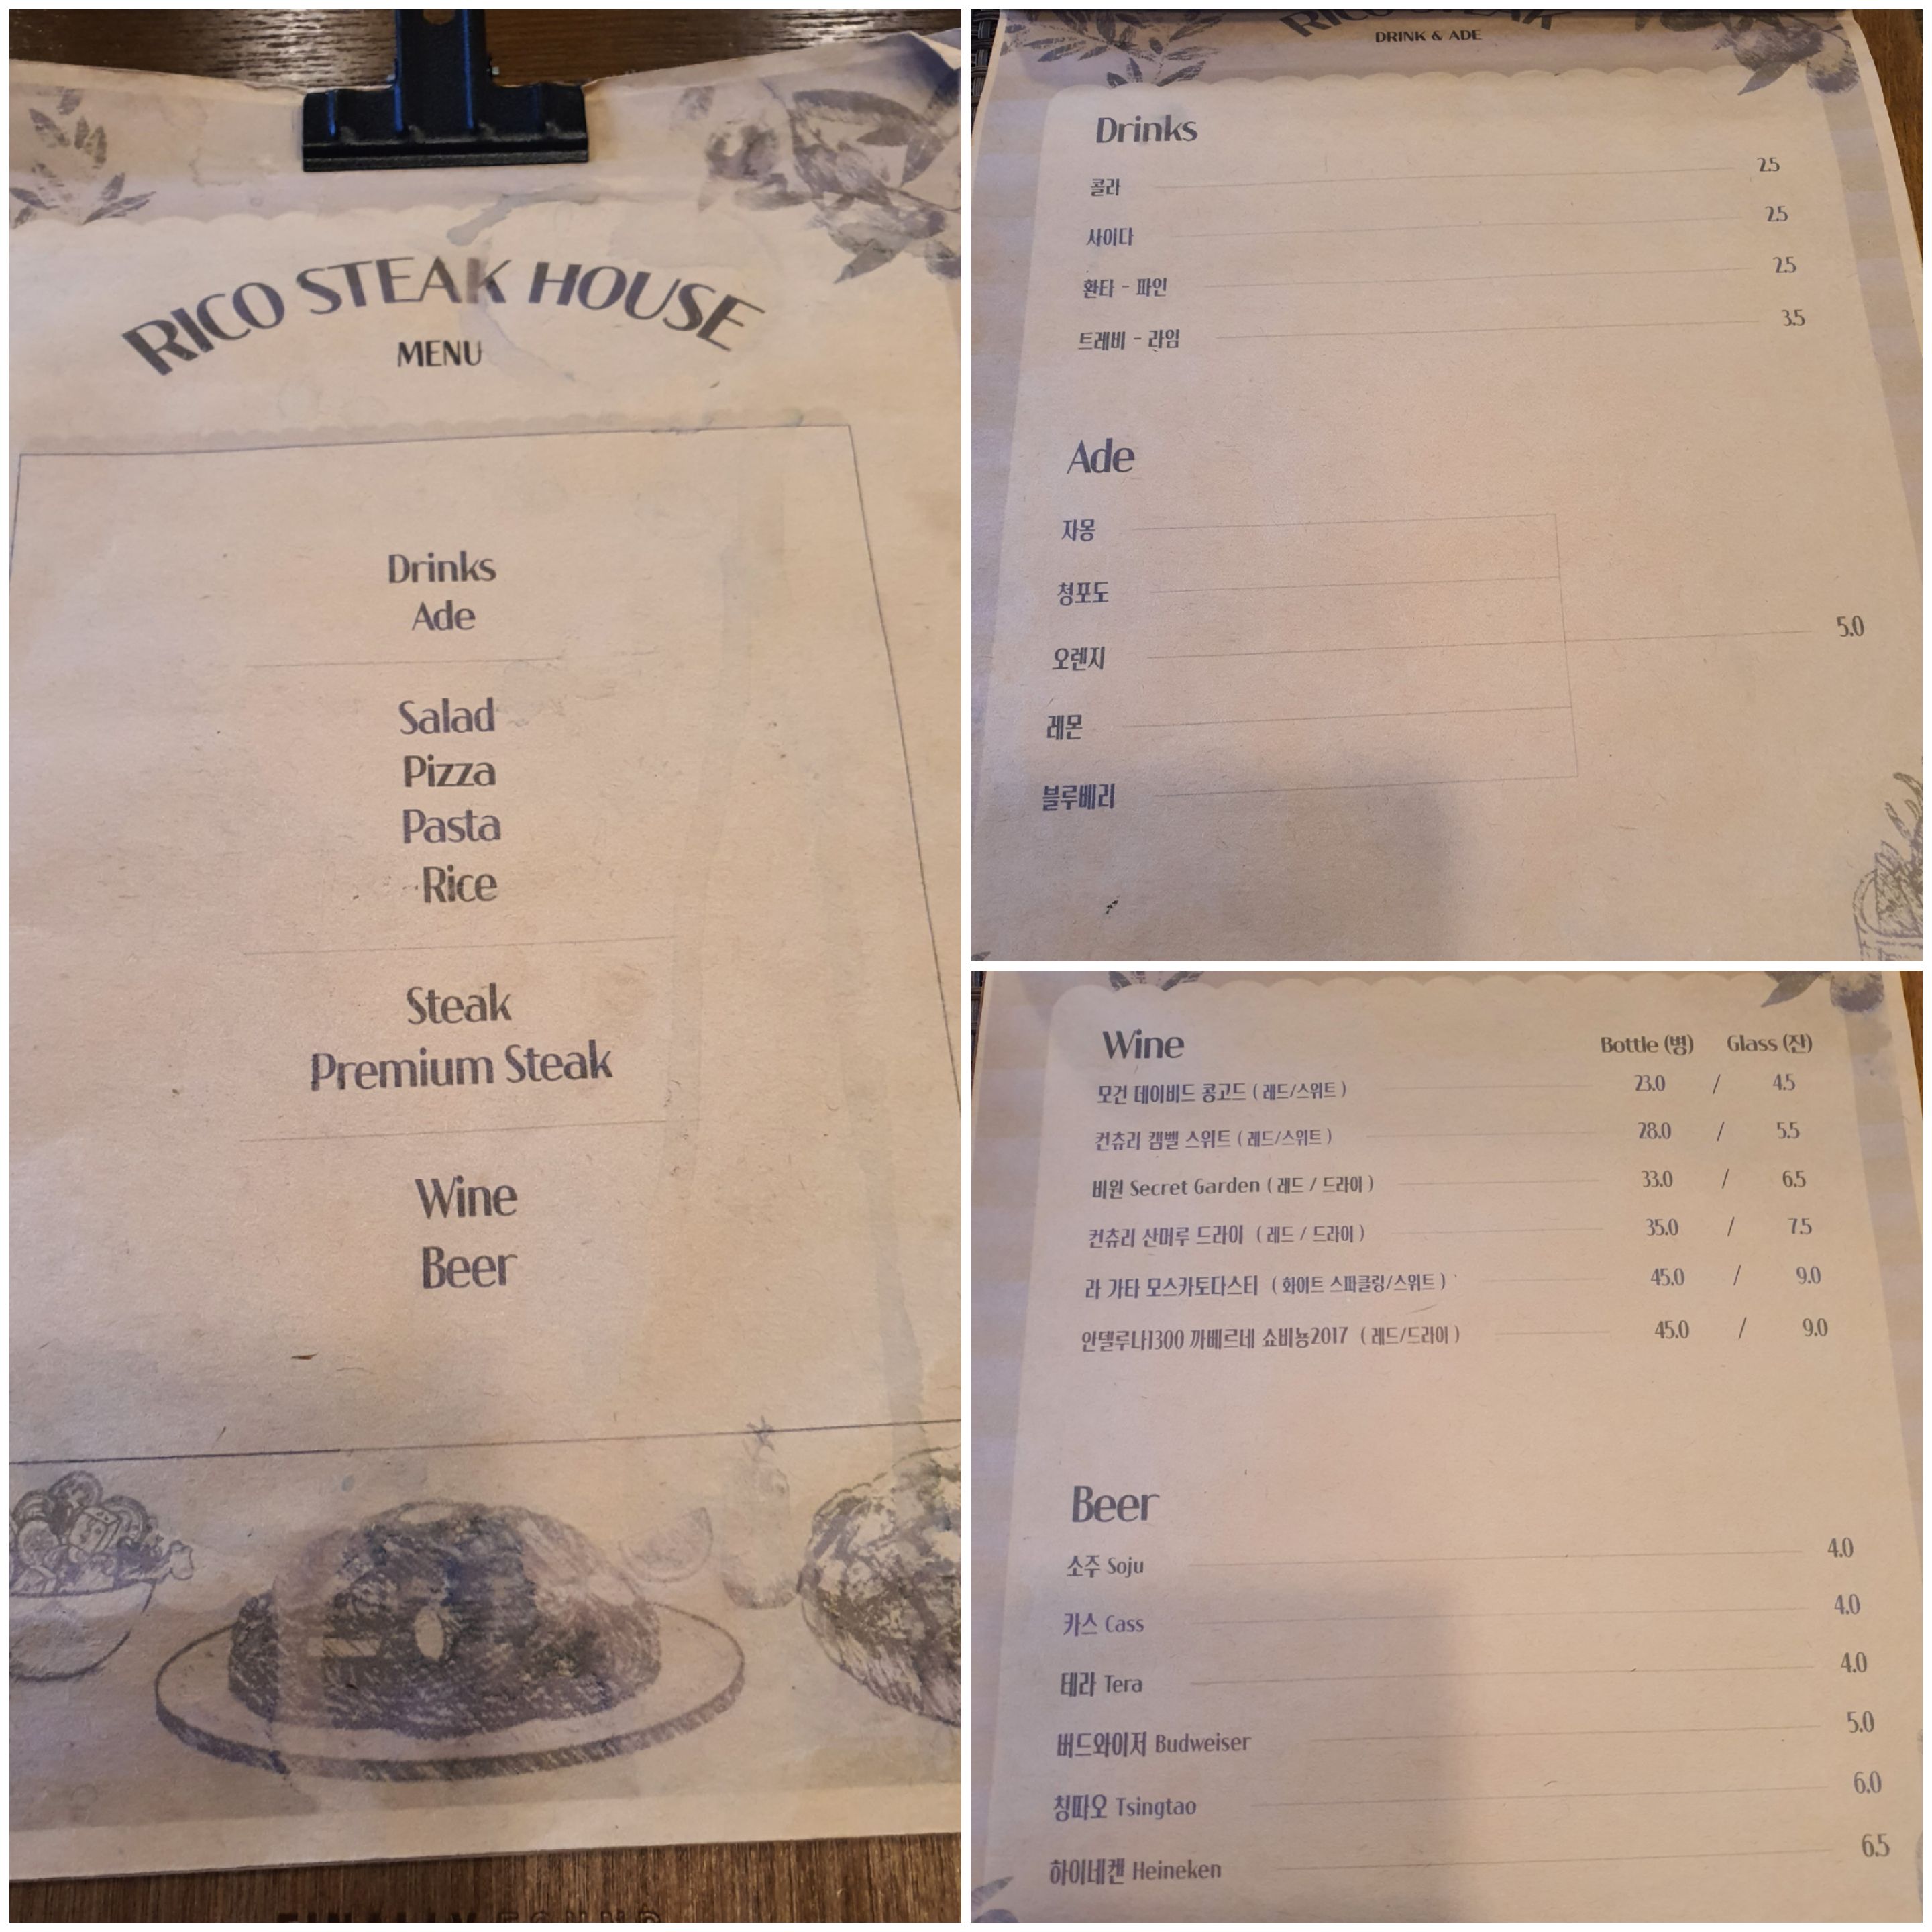 RICO STEAK HOUSE
MENU
Drinks
Ade
Salad
Pizza
Pasta
Rice
Steak
Premium Steak
Wine
Beer
RICO STEAK
DRINK & ADE
Drinks
콜라 2.5
사이다 2.5
환타 - 파인 2.5
트레비 - 라임 3.5
Ade
자몽
청포도
오렌지 5.0
레몬
블루베리
Wine Bottle (병) Glass (잔)
모건 데이비드 콩고드 ( 레드/스위트 ) 23.0 / 4.5
컨츄리 캠벨 스위트 ( 레드/스위트 ) 28.0 / 5.5
비원 Secret Garden ( 레드 / 드라이 ) 33.0 / 6.5
컨츄리 산머루 드라이 ( 레드 / 드라이 ) 35.0 / 7.5
라 가타 모스카토다스티 ( 화이트 스파클링/스위트 ) 45.0 / 9.0
안델루나1300 까베르네 쇼비뇽2017 ( 레드/드라이 ) 45.0 / 9.0
Beer
소주 Soju 4.0
카스 Cass 4.0
테라 Tera 4.0
버드와이저 Budweiser 5.0
칭따오 Tsingtao 6.0
하이네켄 Heineken 6.5